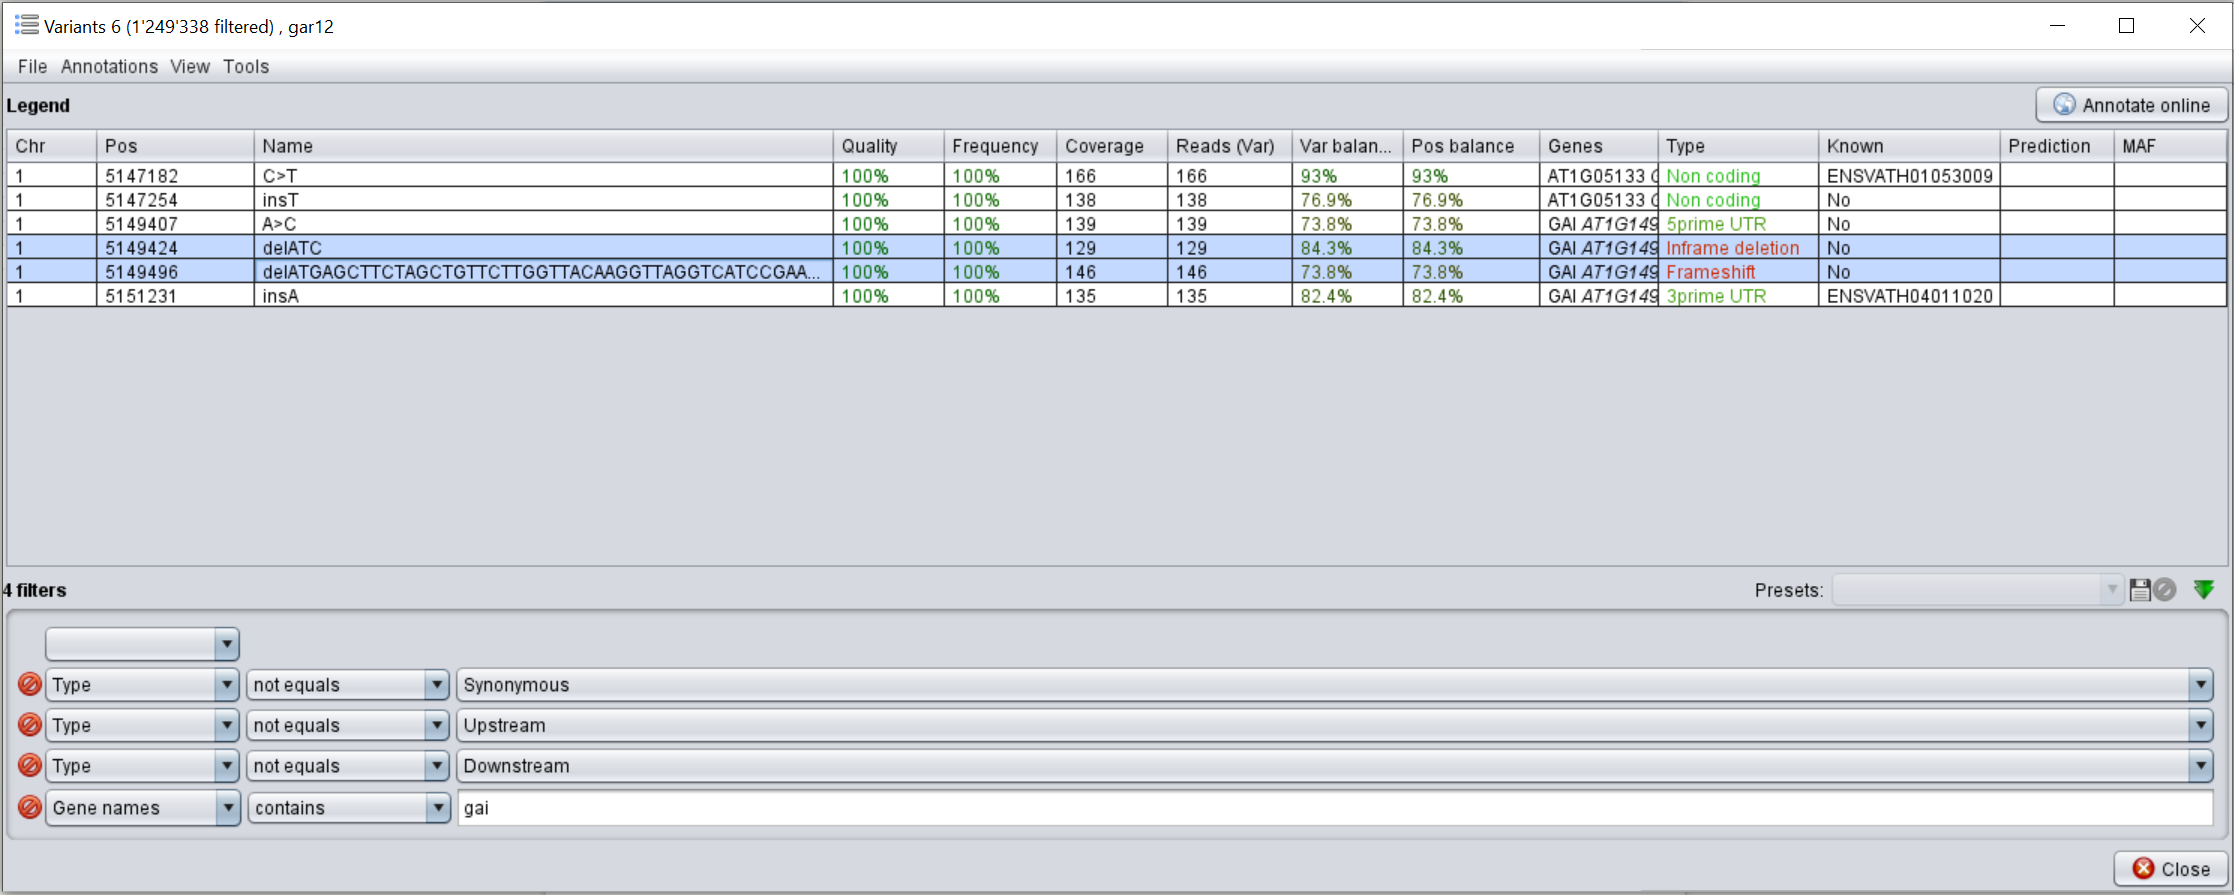 Variants 6 (1'249'338 filtered) , gar12
File Annotations View Tools
Legend Annotate online
Chr Pos Name Quality Frequency Coverage Reads (Var) Var balan... Pos balance Genes Type Known Prediction MAF
1 5147182 C>T 100% 100% 166 166 93% 93% AT1G05133 Non coding ENSVATH01053009
1 5147254 insT 100% 100% 138 138 76.9% 76.9% AT1G05133 Non coding No
1 5149407 A>C 100% 100% 139 139 73.8% 73.8% GAI AT1G149 5prime UTR No
1 5149424 delATC 100% 100% 129 129 84.3% 84.3% GAI AT1G149 Inframe deletion No
1 5149496 delATGAGCTTCTAGCTGTTCTTGGTTACAAGGTTAGGTCATCCGAA... 100% 100% 146 146 73.8% 73.8% GAI AT1G149 Frameshift No
1 5151231 insA 100% 100% 135 135 82.4% 82.4% GAI AT1G149 3prime UTR ENSVATH04011020
4 filters Presets:
Type not equals Synonymous
Type not equals Upstream
Type not equals Downstream
Gene names contains gai
Close